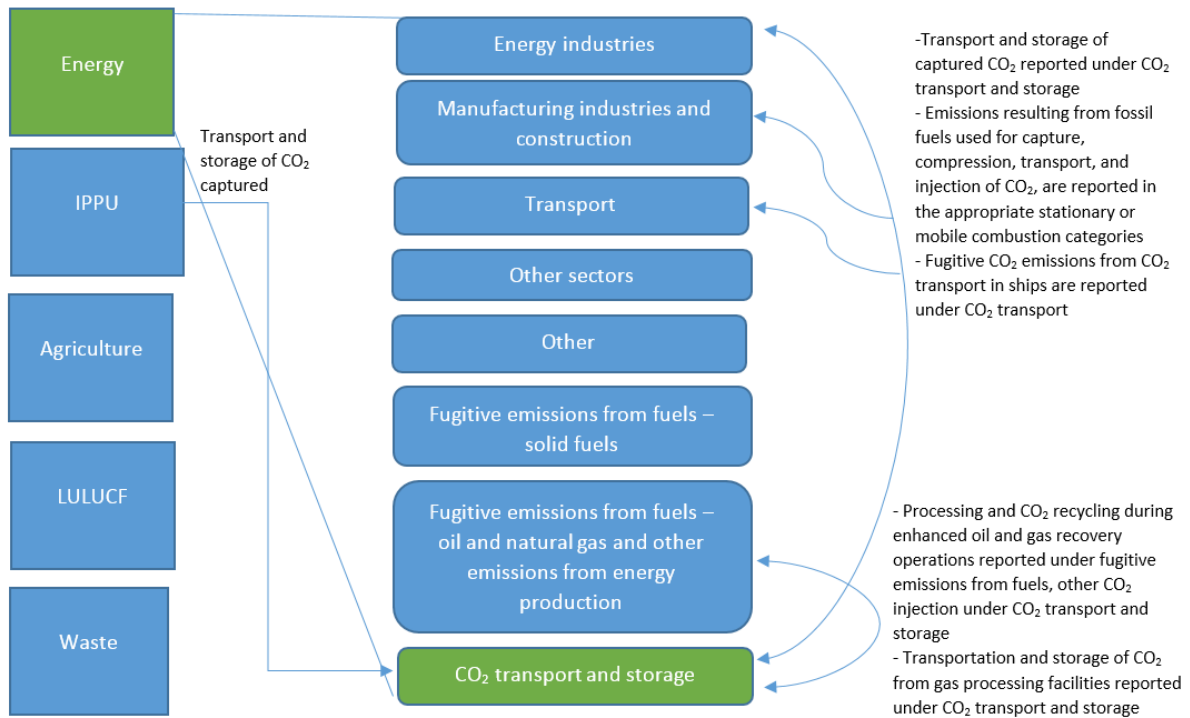 Energy
IPPU
Agriculture
LULUCF
Waste
Transport and
storage of CO₂
captured
Energy industries
Manufacturing industries and
construction
Transport
Other sectors
Other
Fugitive emissions from fuels –
solid fuels
Fugitive emissions from fuels –
oil and natural gas and other
emissions from energy
production
CO₂ transport and storage
-Transport and storage of
captured CO₂ reported under CO₂
transport and storage
- Emissions resulting from fossil
fuels used for capture,
compression, transport, and
injection of CO₂, are reported in
the appropriate stationary or
mobile combustion categories
- Fugitive CO₂ emissions from CO₂
transport in ships are reported
under CO₂ transport
- Processing and CO₂ recycling during
enhanced oil and gas recovery
operations reported under fugitive
emissions from fuels, other CO₂
injection under CO₂ transport and
storage
- Transportation and storage of CO₂
from gas processing facilities reported
under CO₂ transport and storage